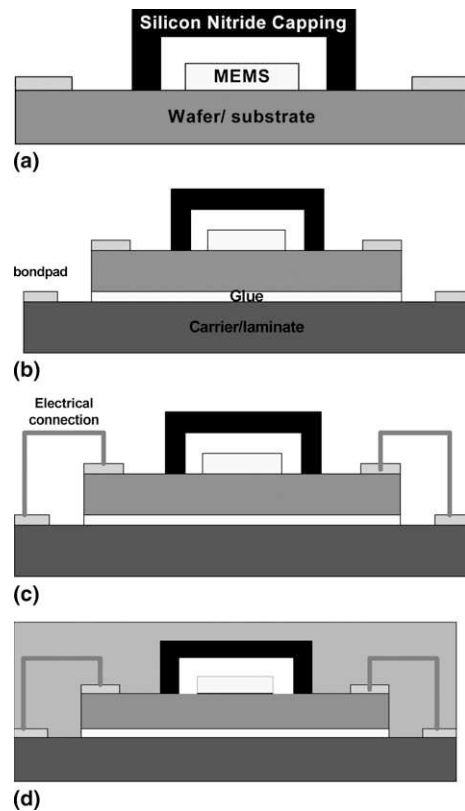 Silicon Nitride Capping
MEMS
Wafer/ substrate
(a)
bondpad
Glue
Carrier/laminate
(b)
Electrical
connection
(c)
(d)